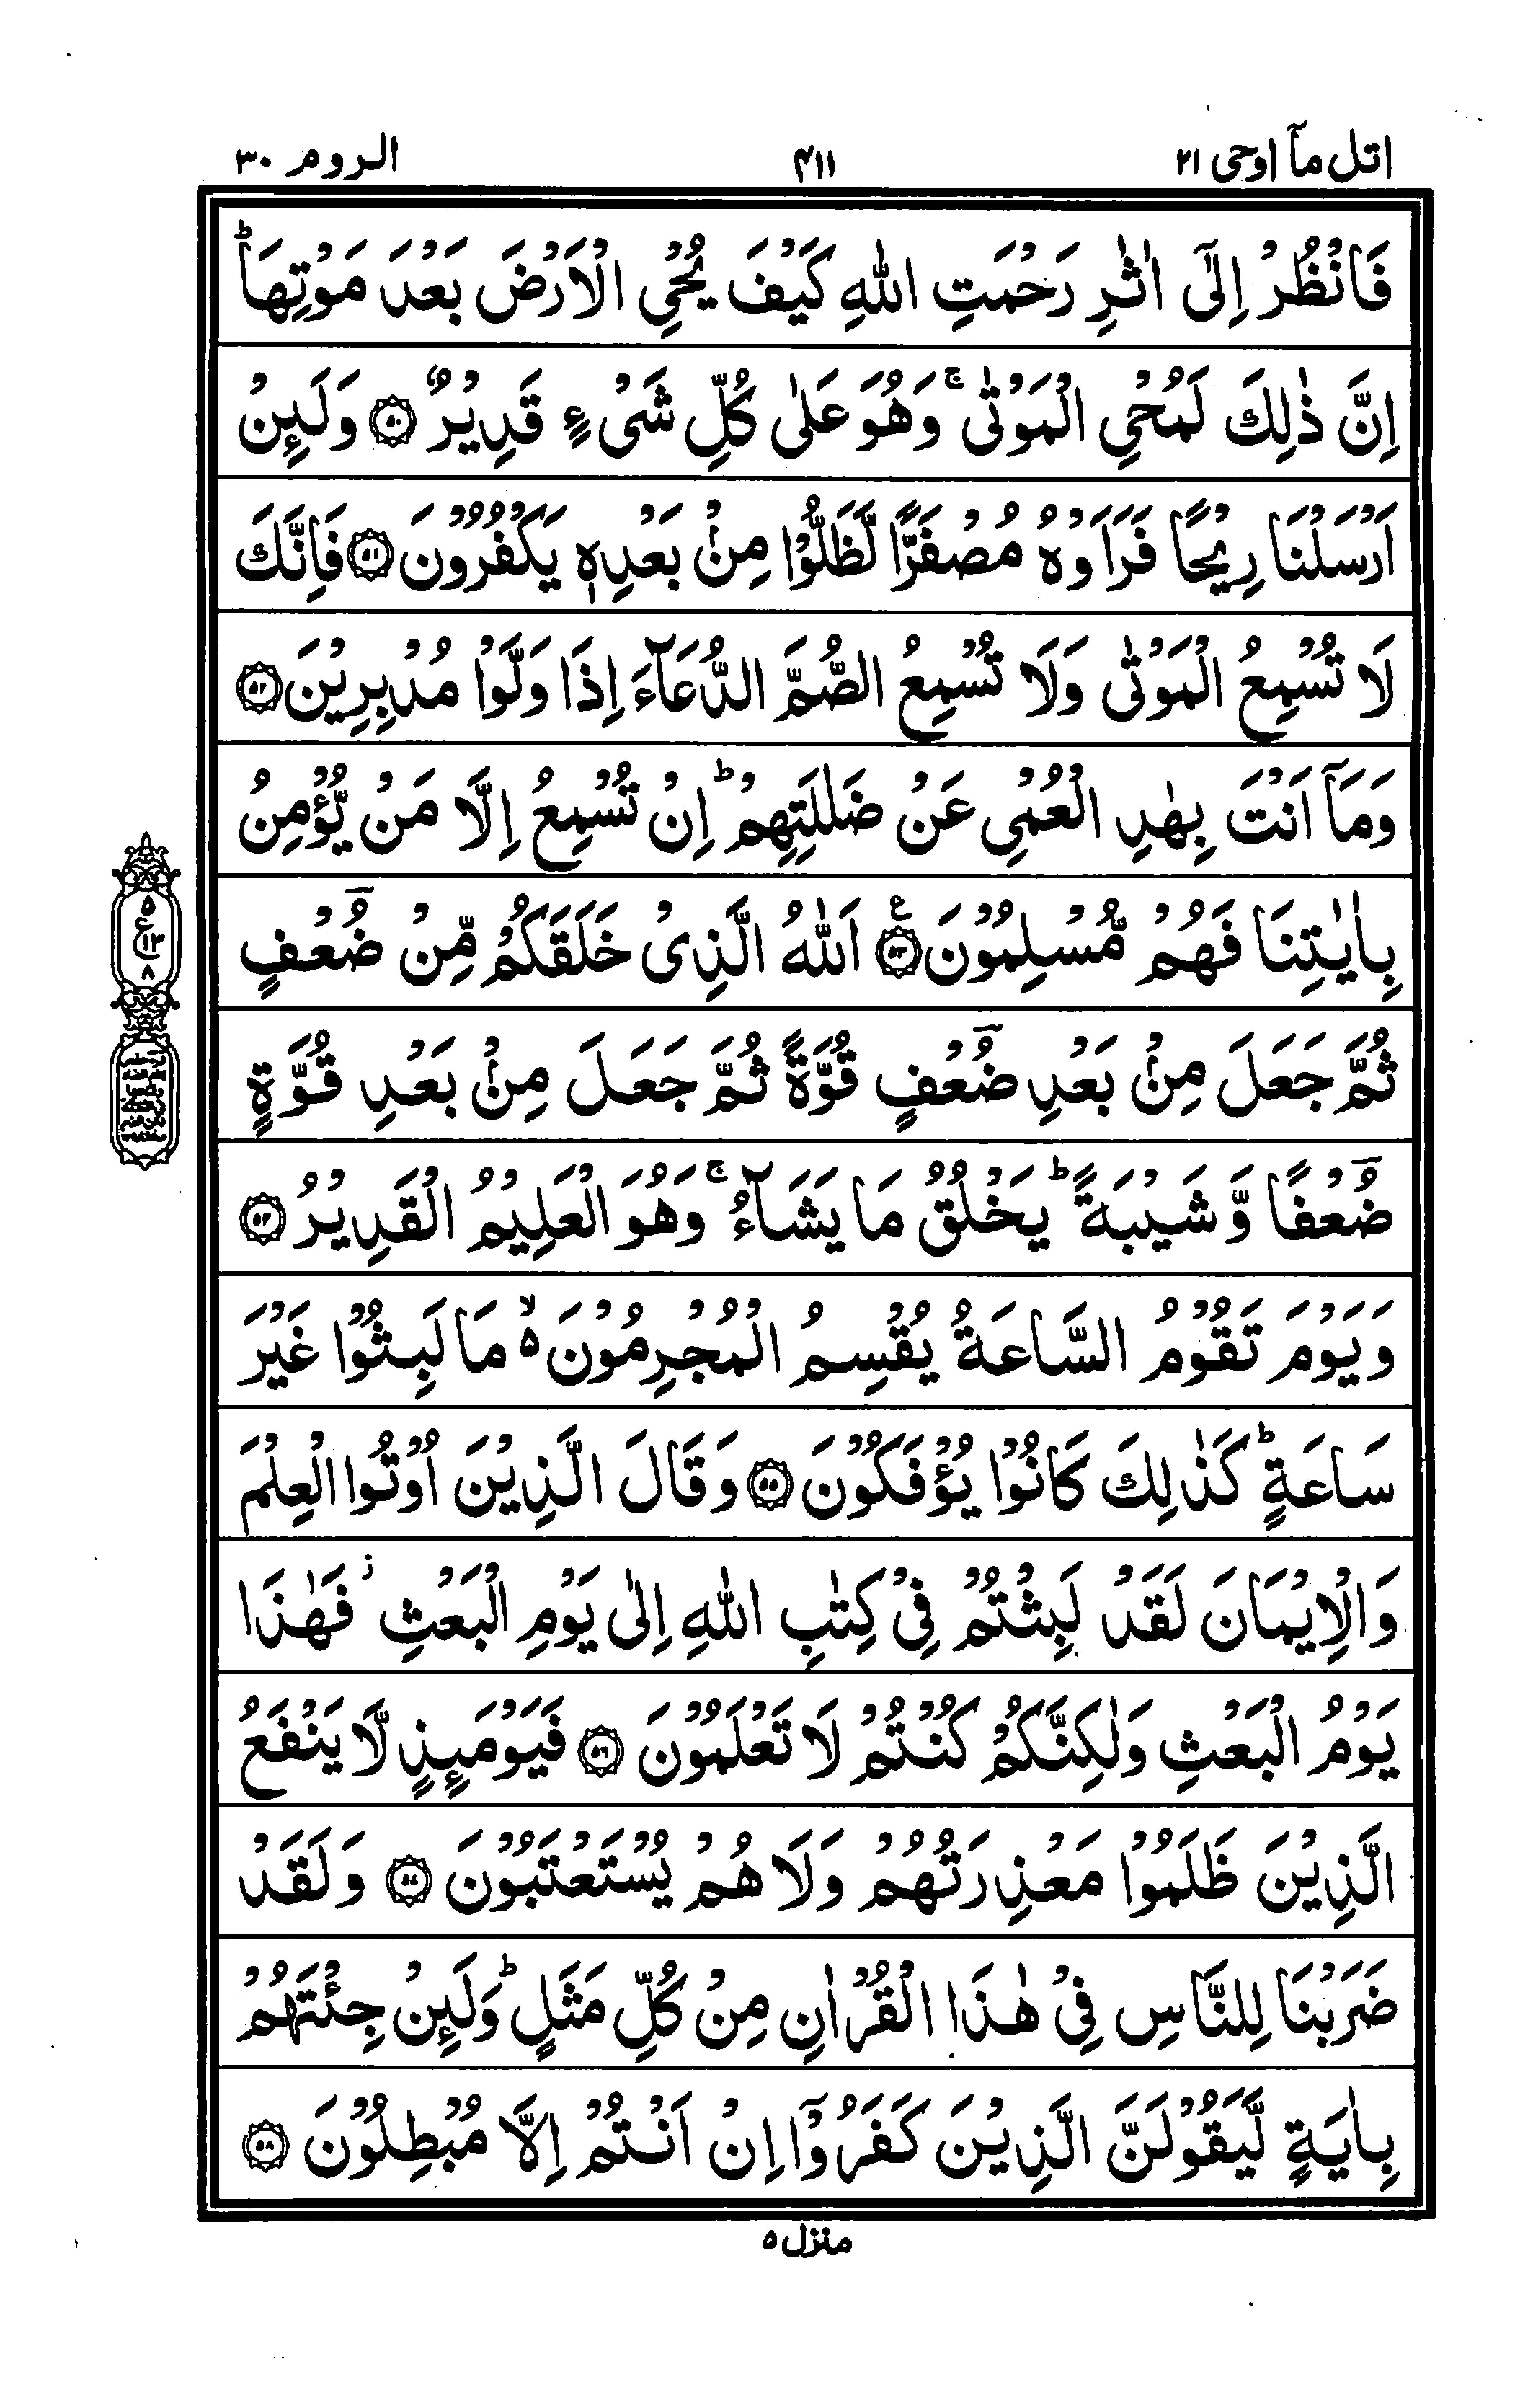 اتل مآ اوحی ٢١
٤١١
الروم ٣٠
فَانْظُرْ اِلٰٓى اٰثٰرِ رَحْمَتِ اللّٰهِ كَيْفَ يُحْيِ الْاَرْضَ بَعْدَ مَوْتِهَا ؕ
اِنَّ ذٰلِكَ لَمُحْيِ الْمَوْتٰى ۚ وَهُوَ عَلٰى كُلِّ شَىْءٍ قَدِيْرٌ ﴿٥٠﴾ وَلَئِنْ
اَرْسَلْنَا رِيْحًا فَرَاَوْهُ مُصْفَرًّا لَّظَلُّوْا مِنْۢ بَعْدِهٖ يَكْفُرُوْنَ ﴿٥١﴾ فَاِنَّكَ
لَا تُسْمِعُ الْمَوْتٰى وَلَا تُسْمِعُ الصُّمَّ الدُّعَآءَ اِذَا وَلَّوْا مُدْبِرِيْنَ ﴿٥٢﴾
وَمَآ اَنْتَ بِهٰدِ الْعُمْىِ عَنْ ضَلٰلَتِهِمْ ؕ اِنْ تُسْمِعُ اِلَّا مَنْ يُّؤْمِنُ
بِاٰيٰتِنَا فَهُمْ مُّسْلِمُوْنَ ﴿٥٣﴾ ع اَللّٰهُ الَّذِىْ خَلَقَكُمْ مِّنْ ضُؔعْفٍ
ثُمَّ جَعَلَ مِنْۢ بَعْدِ ضُؔعْفٍ قُوَّةً ثُمَّ جَعَلَ مِنْۢ بَعْدِ قُوَّةٍ
ضُؔعْفًا وَّشَيْبَةً ؕ يَخْلُقُ مَا يَشَآءُ ۚ وَهُوَ الْعَلِيْمُ الْقَدِيْرُ ﴿٥٤﴾
وَيَوْمَ تَقُوْمُ السَّاعَةُ يُقْسِمُ الْمُجْرِمُوْنَ ۙ۬ مَا لَبِثُوْا غَيْرَ
سَاعَةٍ ؕ كَذٰلِكَ كَانُوْا يُؤْفَكُوْنَ ﴿٥٥﴾ وَقَالَ الَّذِيْنَ اُوْتُوا الْعِلْمَ
وَالْاِيْمَانَ لَقَدْ لَبِثْتُمْ فِىْ كِتٰبِ اللّٰهِ اِلٰى يَوْمِ الْبَعْثِ ؗ فَهٰذَا
يَوْمُ الْبَعْثِ وَلٰكِنَّكُمْ كُنْتُمْ لَا تَعْلَمُوْنَ ﴿٥٦﴾ فَيَوْمَئِذٍ لَّا يَنْفَعُ
الَّذِيْنَ ظَلَمُوْا مَعْذِرَتُهُمْ وَلَا هُمْ يُسْتَعْتَبُوْنَ ﴿٥٧﴾ وَلَقَدْ
ضَرَبْنَا لِلنَّاسِ فِىْ هٰذَا الْقُرْاٰنِ مِنْ كُلِّ مَثَلٍ ؕ وَلَئِنْ جِئْتَهُمْ
بِاٰيَةٍ لَّيَقُوْلَنَّ الَّذِيْنَ كَفَرُوْٓا اِنْ اَنْتُمْ اِلَّا مُبْطِلُوْنَ ﴿٥٨﴾
٥
ع ١٣
٨
منزل ٥